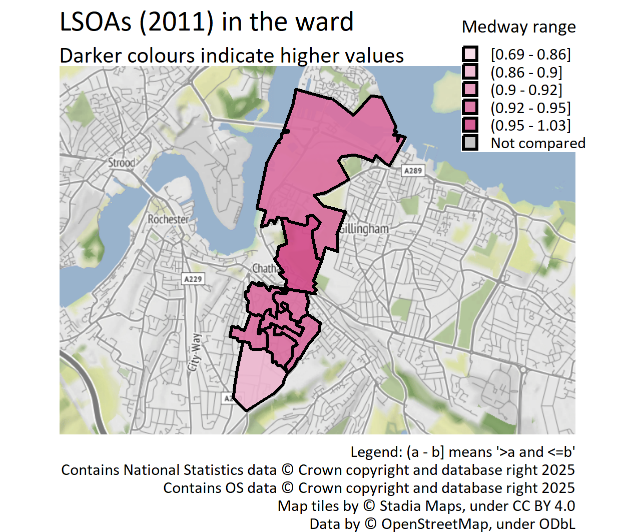 LSOAs (2011) in the ward
Darker colours indicate higher values
Medway range
[0.69 - 0.86]
(0.86 - 0.9]
(0.9 - 0.92]
(0.92 - 0.95]
(0.95 - 1.03]
Not compared
Strood
A289
Rochester
Gillingham
Chatha
A229
City Way
Legend: (a - b] means '>a and <=b'
Contains National Statistics data © Crown copyright and database right 2025
Contains OS data © Crown copyright and database right 2025
Map tiles by © Stadia Maps, under CC BY 4.0
Data by © OpenStreetMap, under ODbL